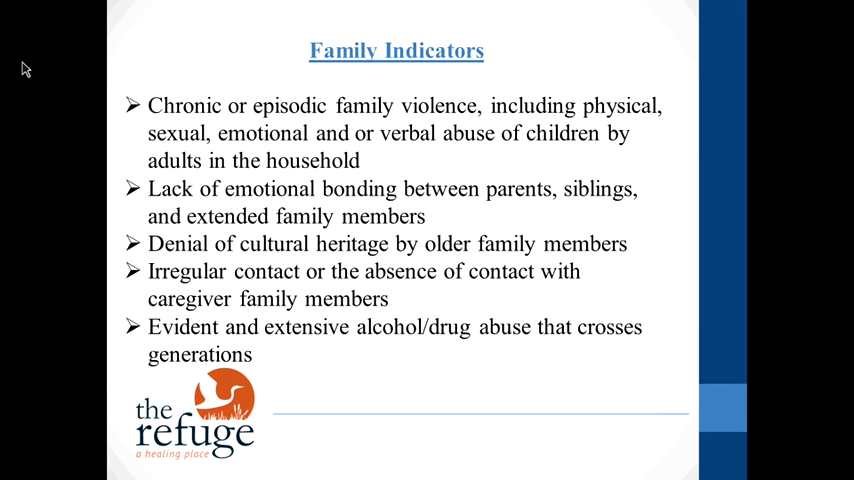 Family Indicators
Chronic or episodic family violence, including physical,
sexual, emotional and or verbal abuse of children by
adults in the household
Lack of emotional bonding between parents, siblings,
and extended family members
Denial of cultural heritage by older family members
Irregular contact or the absence of contact with
caregiver family members
Evident and extensive alcohol/drug abuse that crosses
generations
the
refuge
a healing place